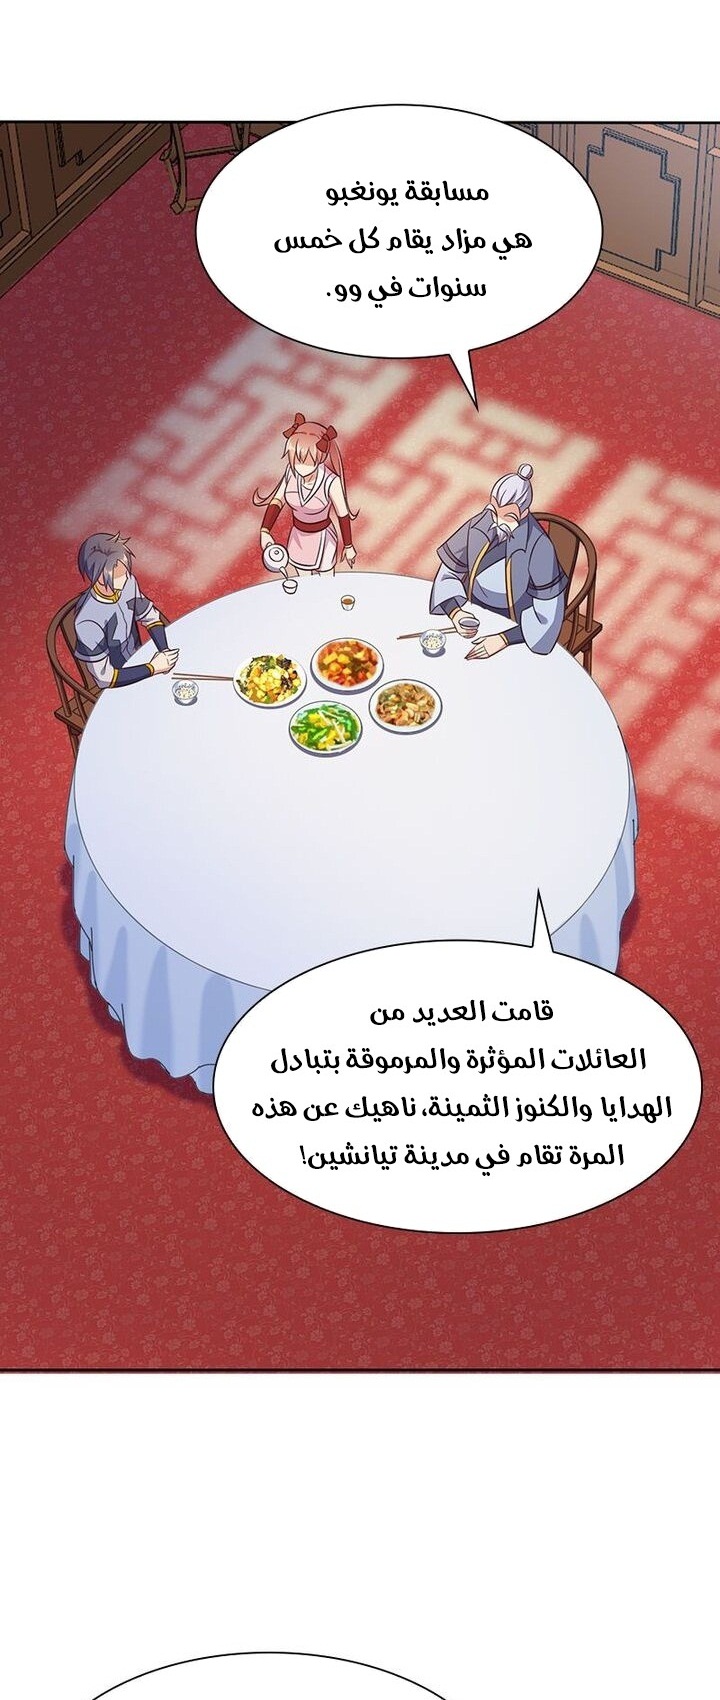 مسابقة يونغبو
هي مزاد يقام كل خمس
سنوات في وو.
قامت العديد من
العائلات المؤثرة والمرموقة بتبادل
الهدايا والكنوز الثمينة، ناهيك عن هذه
المرة تقام في مدينة تيانشين!